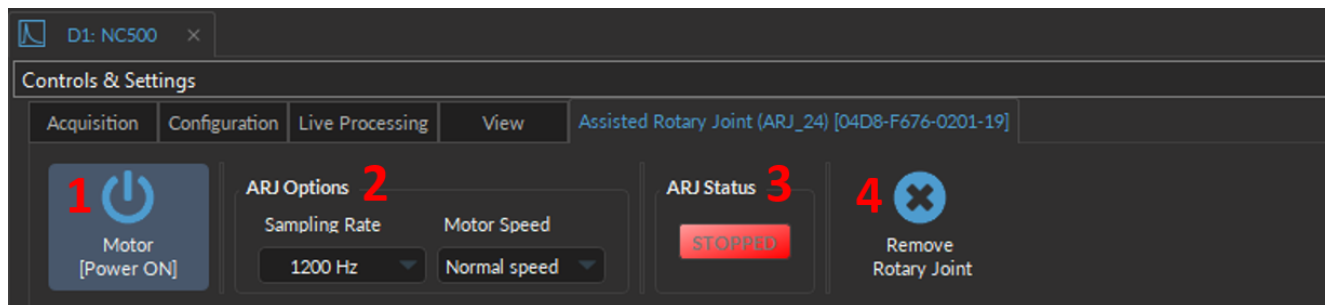 D1: NC500 ×
Controls & Settings
Acquisition Configuration Live Processing View Assisted Rotary Joint (ARJ_24) [04D8-F676-0201-19]
1 ARJ Options 2 ARJ Status 3 4
Sampling Rate Motor Speed
STOPPED
Motor Remove
[Power ON] 1200 Hz Normal speed Rotary Joint